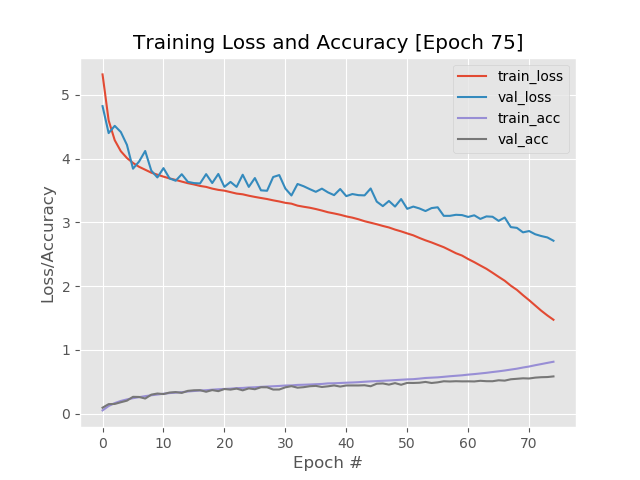 Training Loss and Accuracy [Epoch 75]
train_loss
val_loss
train_acc
val_acc
Loss/Accuracy
5
4
3
2
1
0
0 10 20 30 40 50 60 70
Epoch #